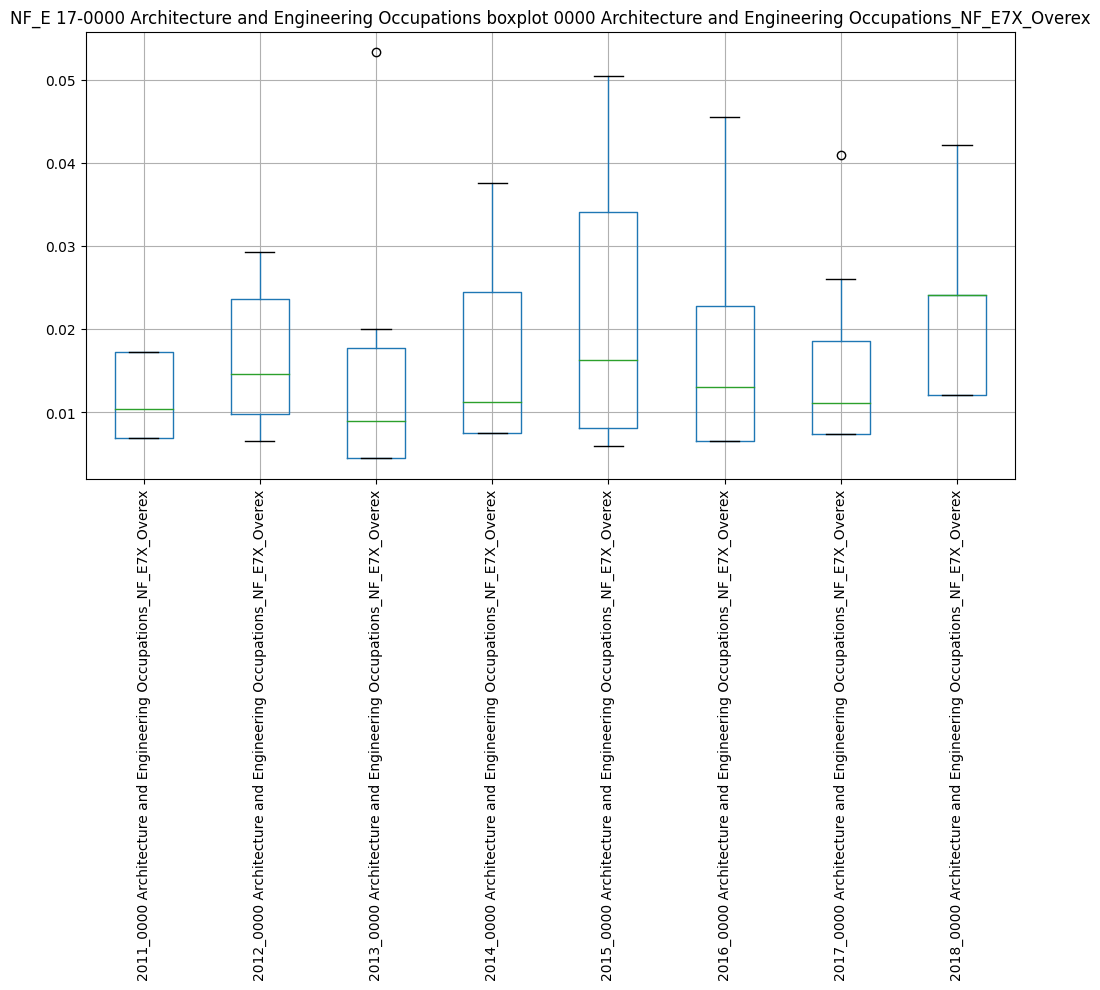 NF_E 17-0000 Architecture and Engineering Occupations boxplot 0000 Architecture and Engineering Occupations_NF_E7X_Overex
0.05
0.04
0.03
0.02
0.01
2011_0000 Architecture and Engineering Occupations_NF_E7X_Overex
2012_0000 Architecture and Engineering Occupations_NF_E7X_Overex
2013_0000 Architecture and Engineering Occupations_NF_E7X_Overex
2014_0000 Architecture and Engineering Occupations_NF_E7X_Overex
2015_0000 Architecture and Engineering Occupations_NF_E7X_Overex
2016_0000 Architecture and Engineering Occupations_NF_E7X_Overex
2017_0000 Architecture and Engineering Occupations_NF_E7X_Overex
2018_0000 Architecture and Engineering Occupations_NF_E7X_Overex